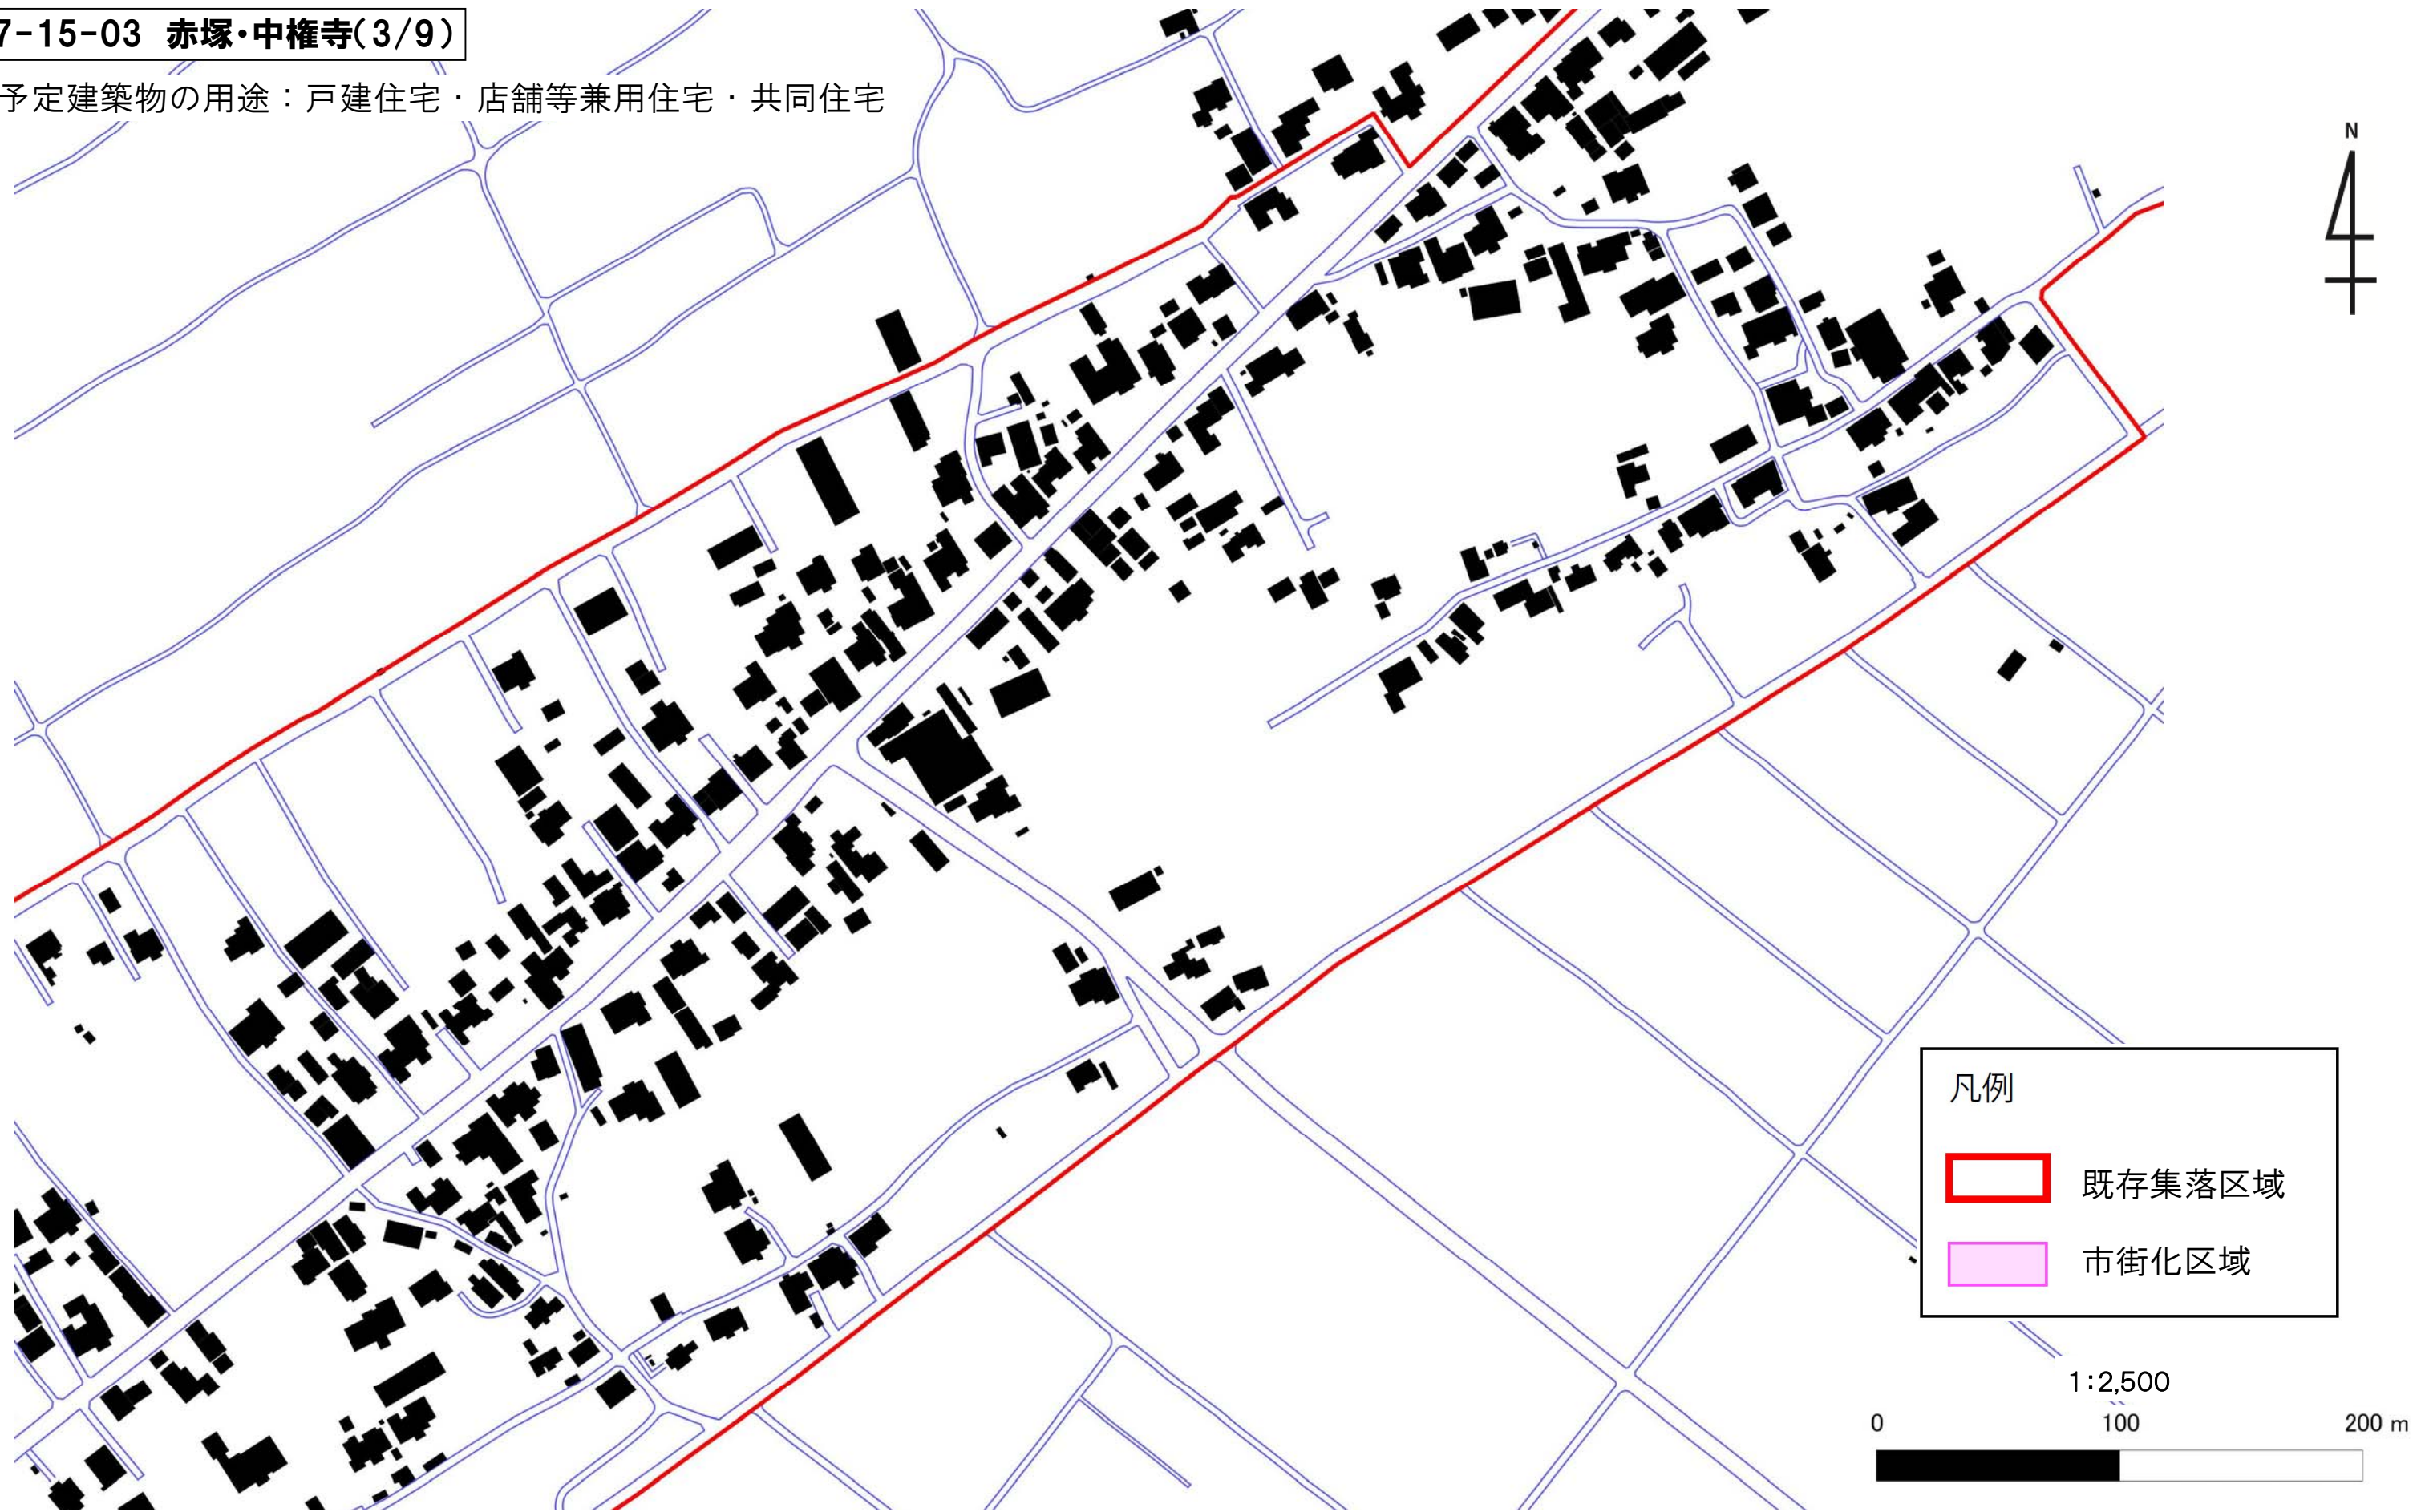 7-15-03 赤塚・中権寺(3/9)
予定建築物の用途：戸建住宅・店舗等兼用住宅・共同住宅
N
凡例
既存集落区域
市街化区域
1:2,500
0 100 200 m